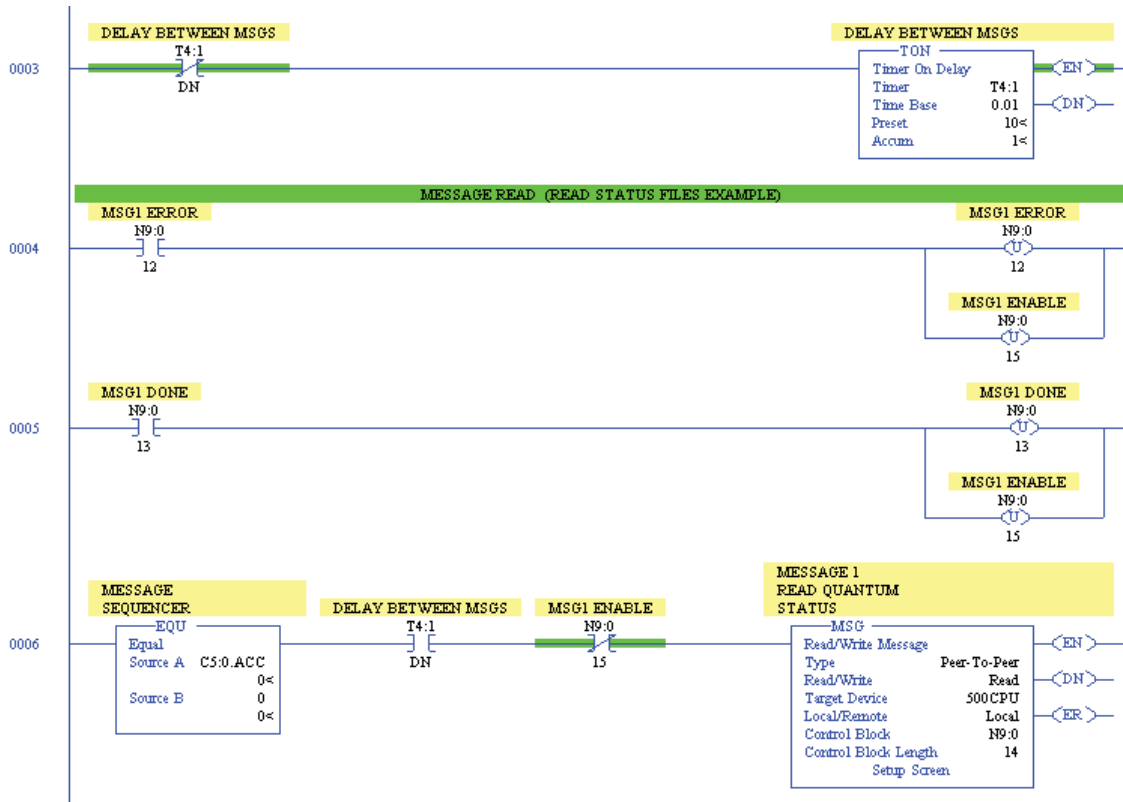 DELAY BETWEEN MSGS
T4:1
DN
0003
DELAY BETWEEN MSGS
TON
Timer On Delay
Timer T4:1
Time Base 0.01
Preset 10<
Accum 1<
EN
DN
MESSAGE READ (READ STATUS FILES EXAMPLE)
MSG1 ERROR
N9:0
12
0004
MSG1 ERROR
N9:0
U
12
MSG1 ENABLE
N9:0
U
15
MSG1 DONE
N9:0
13
0005
MSG1 DONE
N9:0
U
13
MSG1 ENABLE
N9:0
U
15
MESSAGE
SEQUENCER
0006
EQU
Equal
Source A C5:0.ACC
0<
Source B 0
0<
DELAY BETWEEN MSGS
T4:1
DN
MSG1 ENABLE
N9:0
15
MESSAGE 1
READ QUANTUM
STATUS
MSG
Read/Write Message
Type Peer-To-Peer
Read/Write Read
Target Device 500CPU
Local/Remote Local
Control Block N9:0
Control Block Length 14
Setup Screen
EN
DN
ER